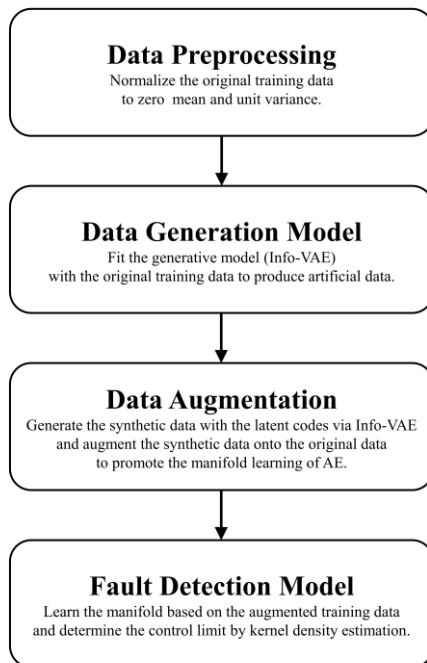 Data Preprocessing
Normalize the original training data
to zero mean and unit variance.
Data Generation Model
Fit the generative model (Info-VAE)
with the original training data to produce artificial data.
Data Augmentation
Generate the synthetic data with the latent codes via Info-VAE
and augment the synthetic data onto the original data
to promote the manifold learning of AE.
Fault Detection Model
Learn the manifold based on the augmented training data
and determine the control limit by kernel density estimation.